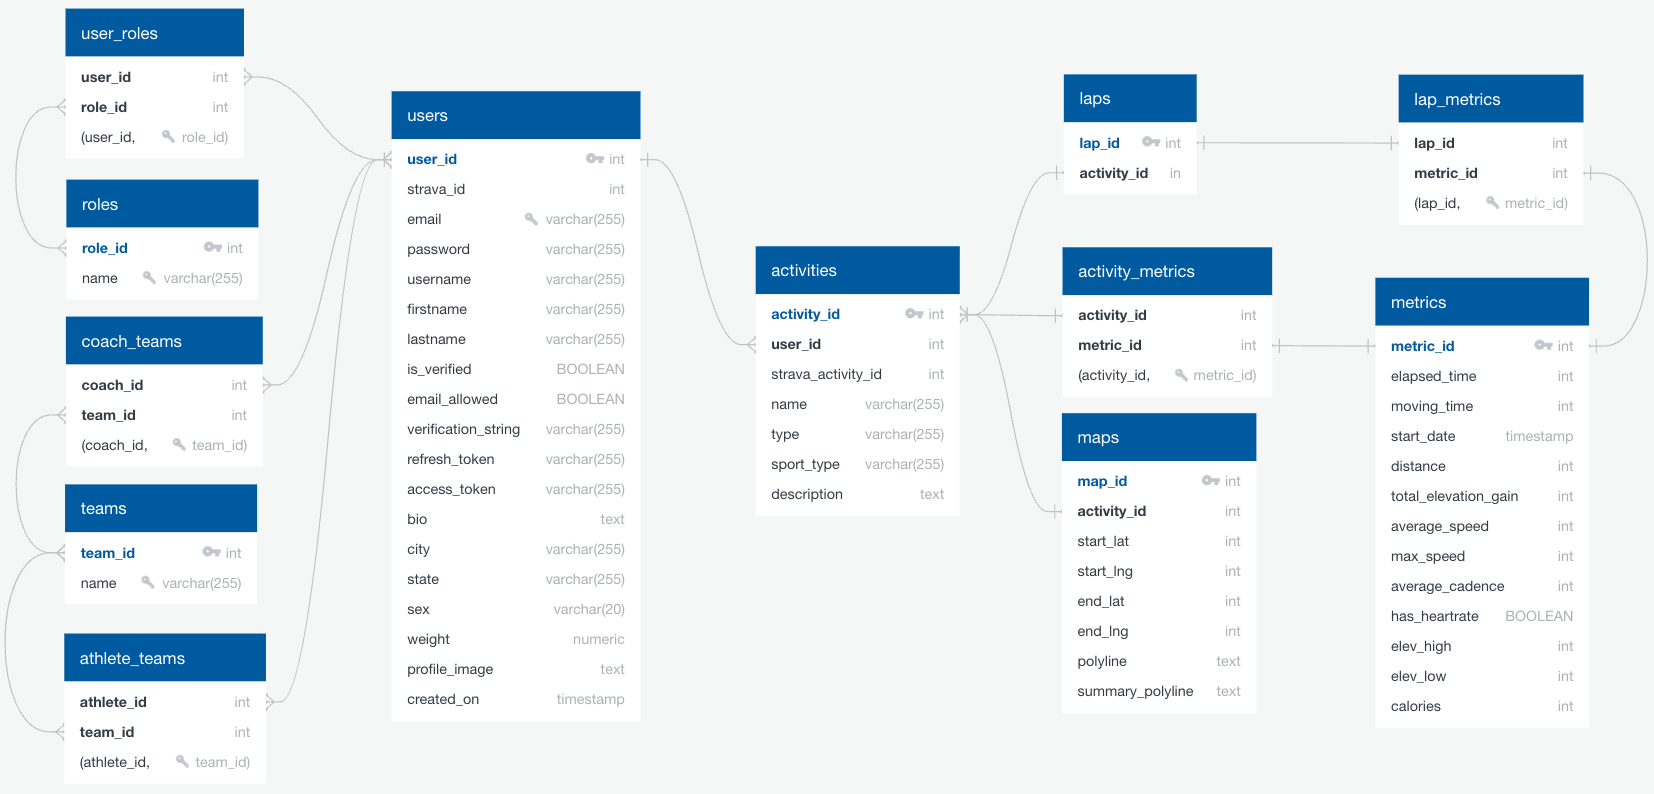 user_roles
user_id int
role_id int
(user_id, role_id)
roles
role_id int
name varchar(255)
coach_teams
coach_id int
team_id int
(coach_id, team_id)
teams
team_id int
name varchar(255)
athlete_teams
athlete_id int
team_id int
(athlete_id, team_id)
users
user_id int
strava_id int
email varchar(255)
password varchar(255)
username varchar(255)
firstname varchar(255)
lastname varchar(255)
is_verified BOOLEAN
email_allowed BOOLEAN
verification_string varchar(255)
refresh_token varchar(255)
access_token varchar(255)
bio text
city varchar(255)
state varchar(255)
sex varchar(20)
weight numeric
profile_image text
created_on timestamp
activities
activity_id int
user_id int
strava_activity_id int
name varchar(255)
type varchar(255)
sport_type varchar(255)
description text
laps
lap_id int
activity_id in
activity_metrics
activity_id int
metric_id int
(activity_id, metric_id)
maps
map_id int
activity_id int
start_lat int
start_lng int
end_lat int
end_lng int
polyline text
summary_polyline text
lap_metrics
lap_id int
metric_id int
(lap_id, metric_id)
metrics
metric_id int
elapsed_time int
moving_time int
start_date timestamp
distance int
total_elevation_gain int
average_speed int
max_speed int
average_cadence int
has_heartrate BOOLEAN
elev_high int
elev_low int
calories int